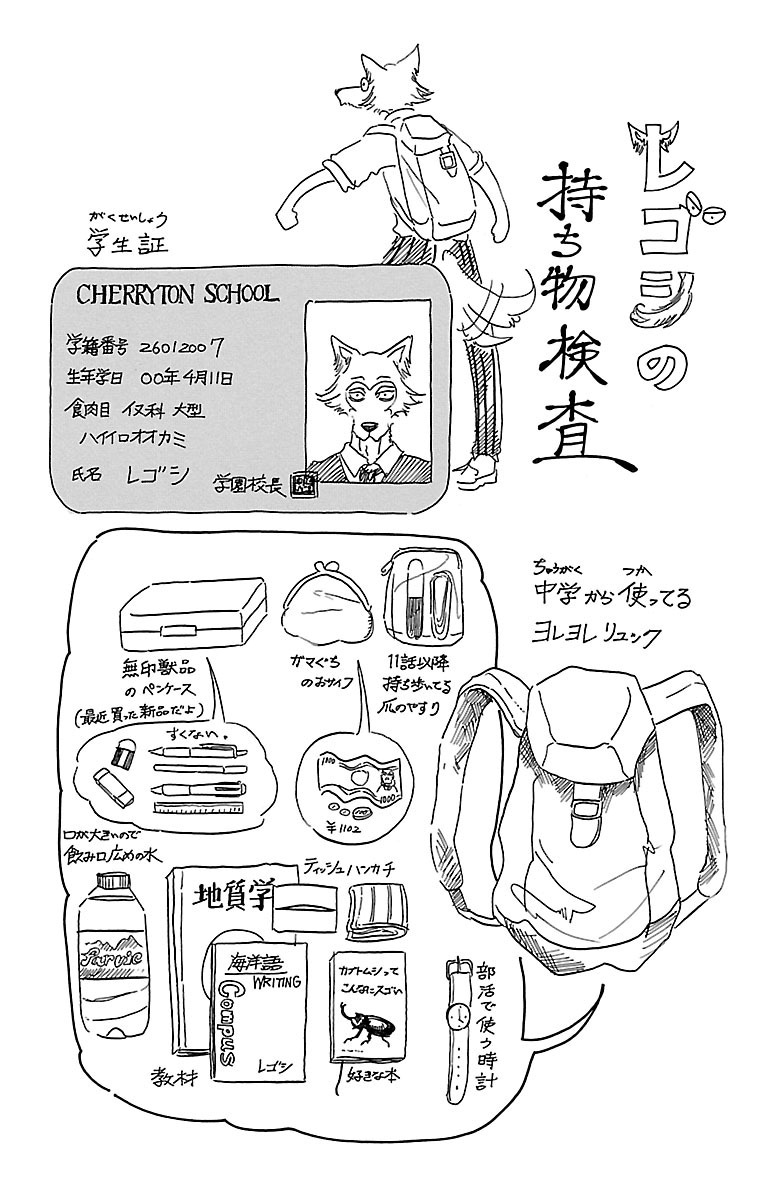 レゴシの
持ち物検査
がくせいしょう
学生証
CHERRYTON SCHOOL
学籍番号 26012007
生年学日 00年4月11日
食肉目 イヌ科 大型
ハイイロオオカミ
氏名 レゴシ
学園校長
ちゅうがく つか
中学から使ってる
ヨレヨレリュック
無印獣品
のペンケース
(最近買った新品だよ)
すくない。
ガマぐち
のおサイフ
1000
1000
¥1102
11話以降
持ち歩いてる
爪のやすり
口が大きいので
飲み口広めの水
Parvic
ティッシュハンカチ
地質学
海洋語
WRITING
Compus
レゴシ
教材
カブトムシって
こんなにスゴい
好きな本
部活で使う時計